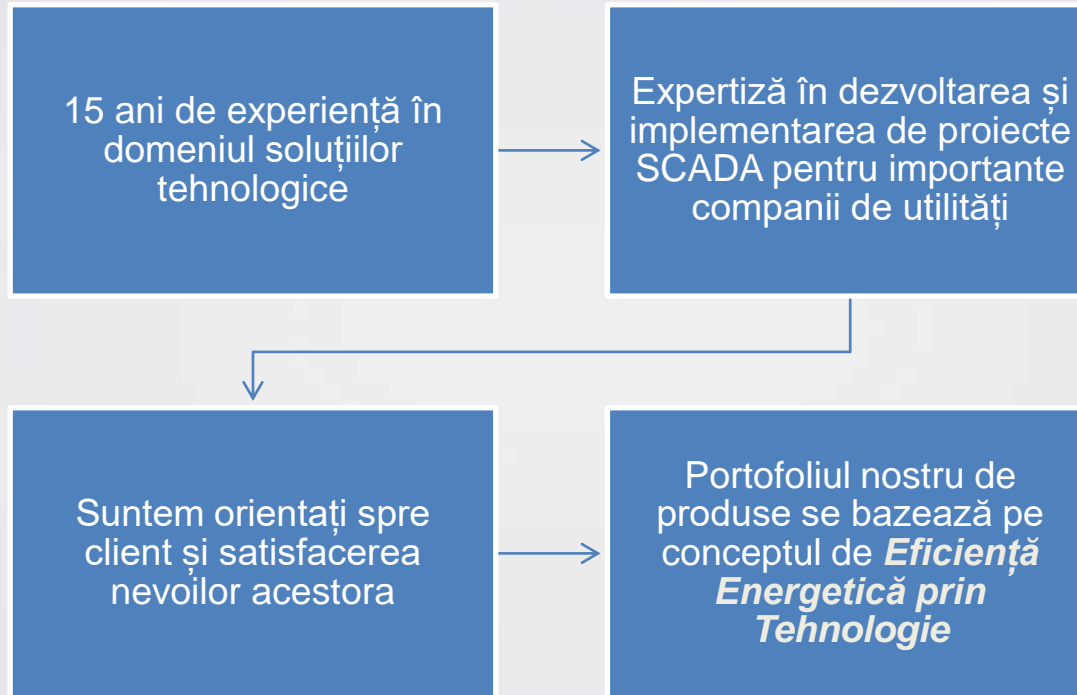 15 ani de experiență în
domeniul soluțiilor
tehnologice
Expertiză în dezvoltarea și
implementarea de proiecte
SCADA pentru importante
companii de utilități
Suntem orientați spre
client și satisfacerea
nevoilor acestora
Portofoliul nostru de
produse se bazează pe
conceptul de Eficiență
Energetică prin
Tehnologie